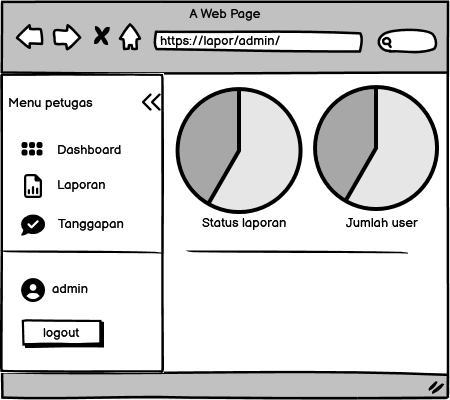 A Web Page
https://lapor/admin/
Menu petugas
Dashboard
Laporan
Tanggapan
admin
logout
Status laporan
Jumlah user